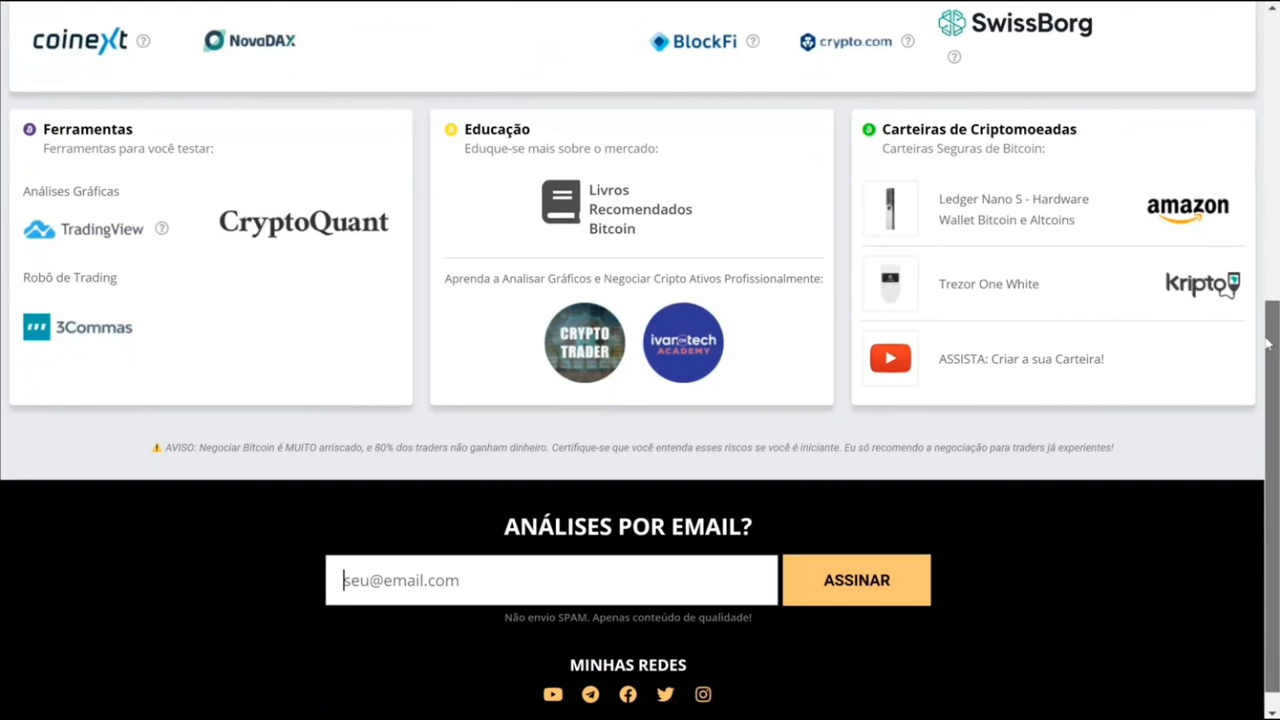 coinext
NovaDAX
BlockFi
crypto.com
SwissBorg
Ferramentas
Ferramentas para você testar:
Análises Gráficas
TradingView
CryptoQuant
Robô de Trading
3Commas
Educação
Eduque-se mais sobre o mercado:
Livros
Recomendados
Bitcoin
Aprenda a Analisar Gráficos e Negociar Cripto Ativos Profissionalmente:
CRYPTO
TRADER
ivan on tech
ACADEMY
Carteiras de Criptomoeadas
Carteiras Seguras de Bitcoin:
Ledger Nano S - Hardware
Wallet Bitcoin e Altcoins
amazon
Trezor One White
kripto
ASSISTA: Criar a sua Carteira!
AVISO: Negociar Bitcoin é MUITO arriscado, e 80% dos traders não ganham dinheiro. Certifique-se que você entenda esses riscos se você é iniciante. Eu só recomendo a negociação para traders já experientes!
ANÁLISES POR EMAIL?
seu@email.com
ASSINAR
Não envio SPAM. Apenas conteúdo de qualidade!
MINHAS REDES